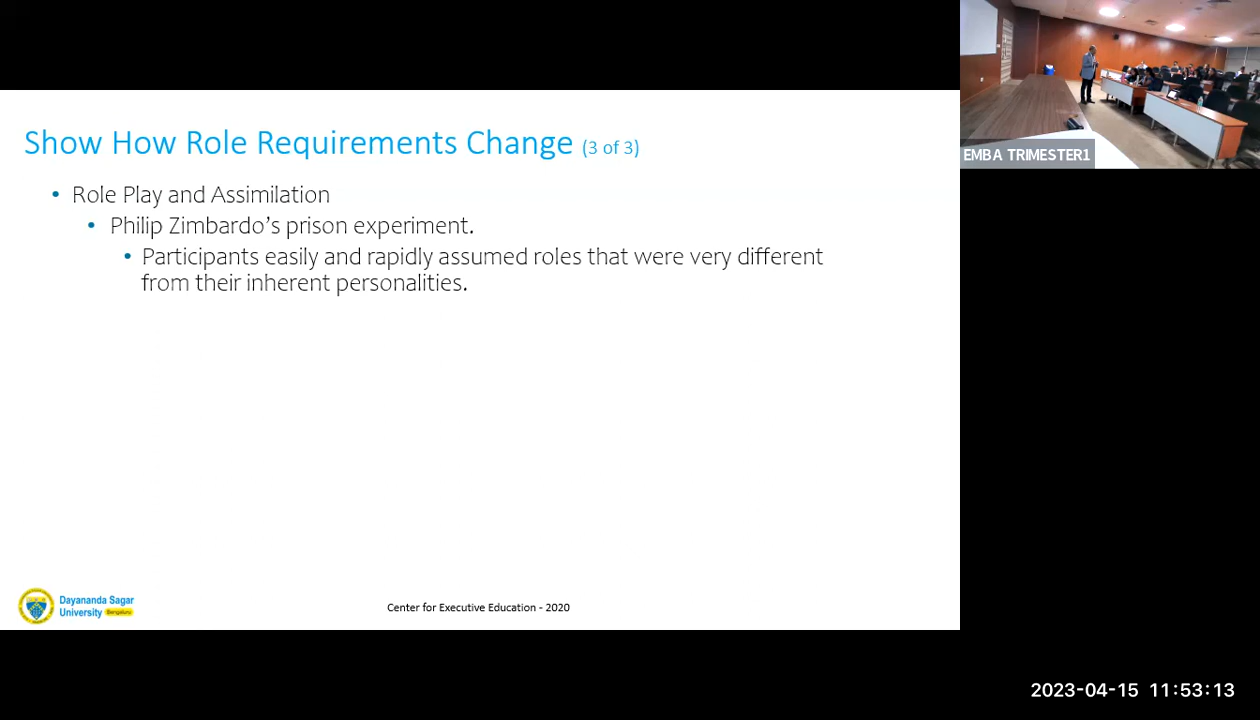 EMBA TRIMESTER1
Show How Role Requirements Change (3 of 3)
• Role Play and Assimilation
• Philip Zimbardo’s prison experiment.
• Participants easily and rapidly assumed roles that were very different
from their inherent personalities.
Dayananda Sagar
University Bengaluru
Center for Executive Education - 2020
2023-04-15 11:53:13